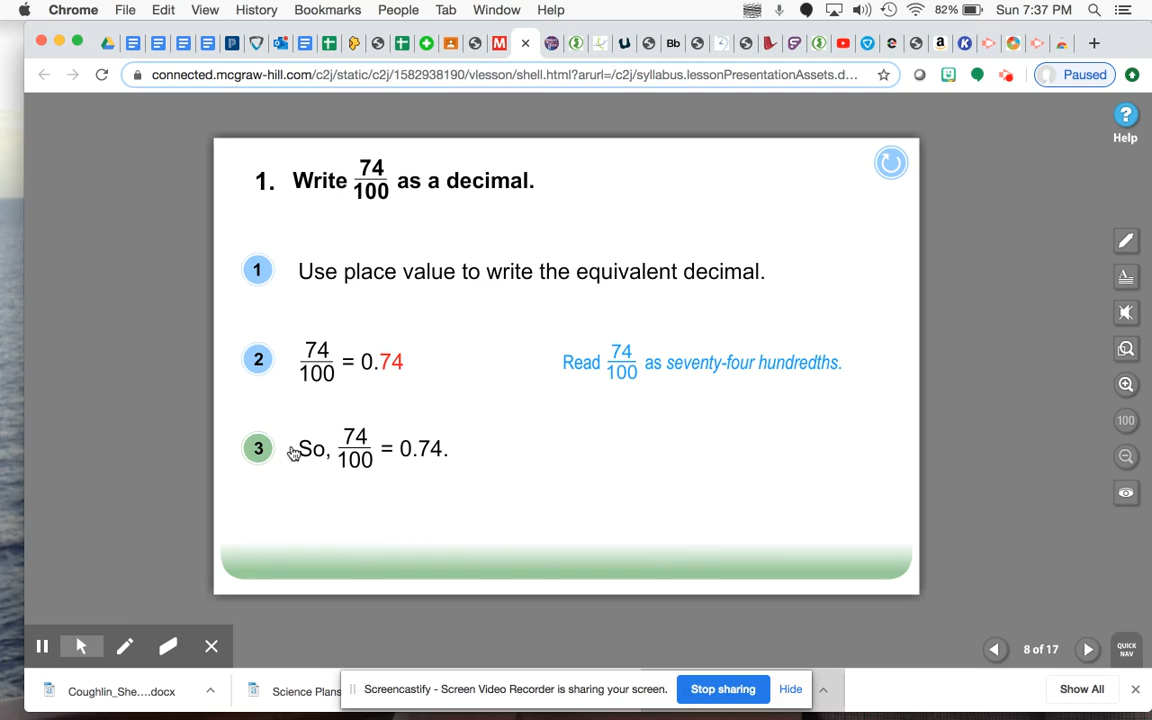 Chrome File Edit View History Bookmarks People Tab Window Help 82% Sun 7:37 PM
M Bb a K
connected.mcgraw-hill.com/c2j/static/c2j/1582938190/vlesson/shell.html?arurl=/c2j/syllabus.lessonPresentationAssets.d... Paused
Help
1. Write 74/100 as a decimal.
1 Use place value to write the equivalent decimal.
2 74/100 = 0.74 Read 74/100 as seventy-four hundredths.
3 So, 74/100 = 0.74.
100
8 of 17
QUICK
NAV
Coughlin_She....docx
Science Plans
Screencastify - Screen Video Recorder is sharing your screen. Stop sharing Hide
Show All